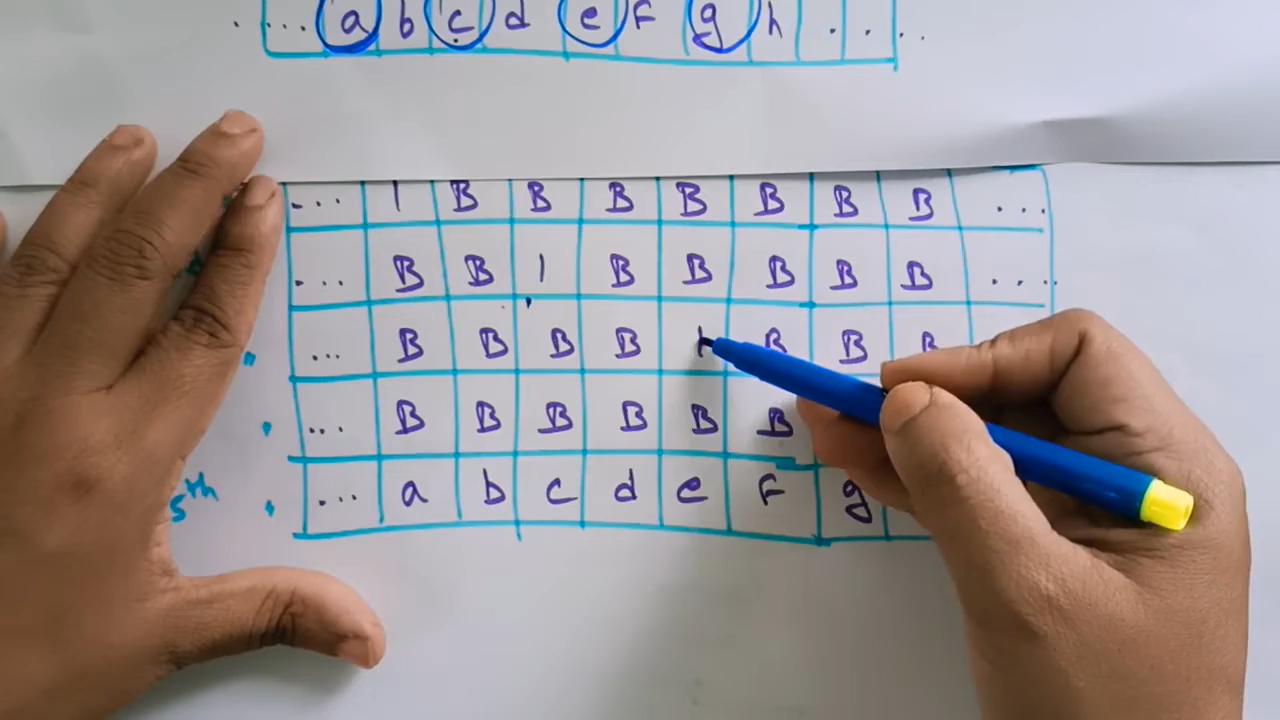 ... a b c d e f g h . . . .
... 1 B B B B B B B ...
... B B 1 B B B B B ....
... B B B B 1 B B B
... B B B B B B
5th ... a b c d e f g